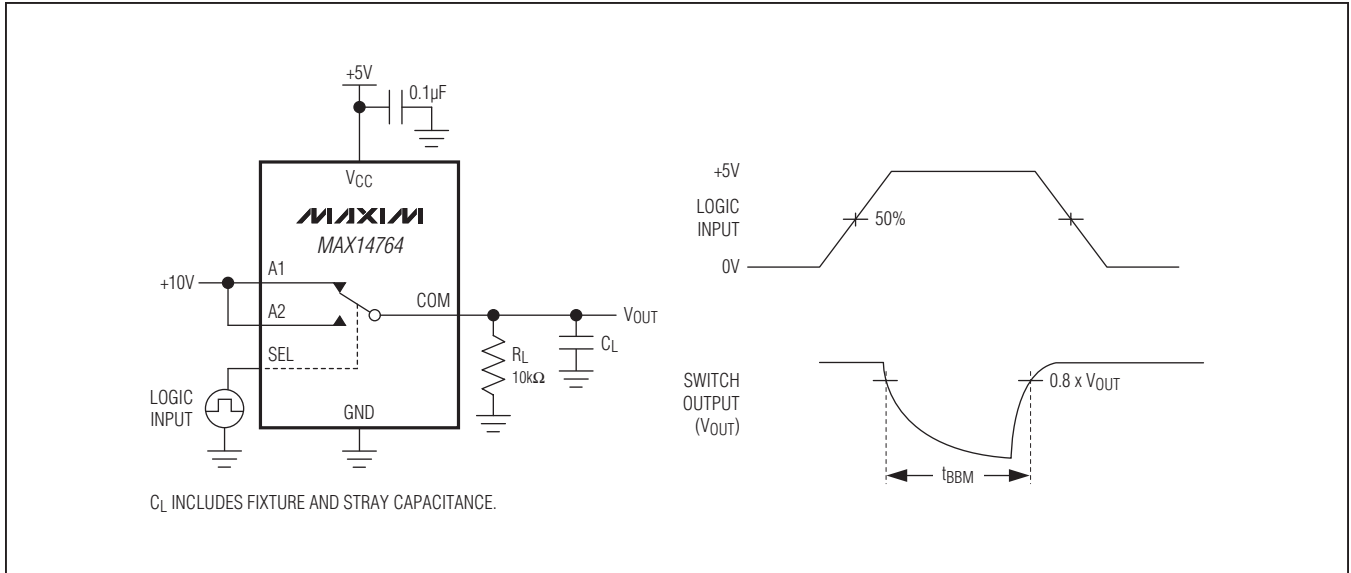 +5V
0.1µF
VCC
MAXIM
MAX14764
+10V
A1
A2
SEL
COM
VOUT
RL
10kΩ
CL
LOGIC
INPUT
GND
CL INCLUDES FIXTURE AND STRAY CAPACITANCE.
+5V
LOGIC
INPUT
50%
0V
SWITCH
OUTPUT
(VOUT)
0.8 x VOUT
tBBM